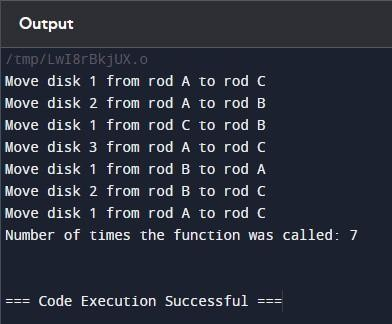 Output
/tmp/LwI8rBkjUX.o
Move disk 1 from rod A to rod C
Move disk 2 from rod A to rod B
Move disk 1 from rod C to rod B
Move disk 3 from rod A to rod C
Move disk 1 from rod B to rod A
Move disk 2 from rod B to rod C
Move disk 1 from rod A to rod C
Number of times the function was called: 7
=== Code Execution Successful ===